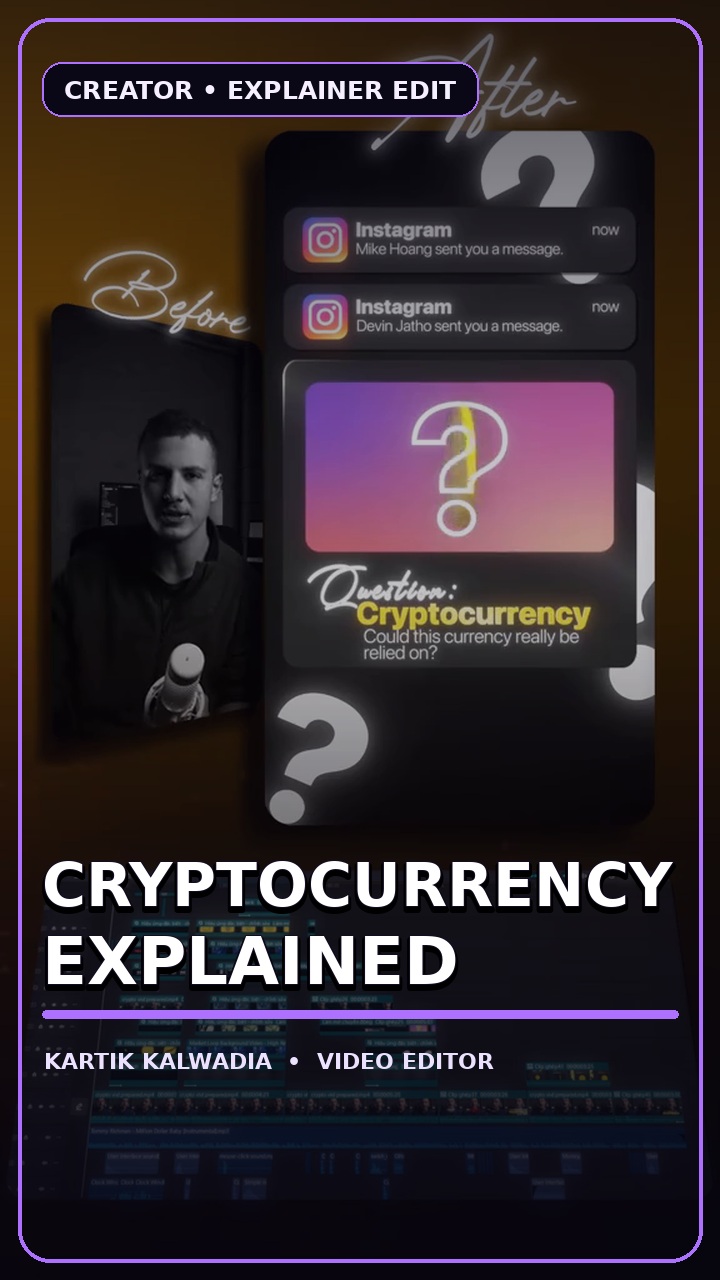 CREATOR • EXPLAINER EDIT
After
Before
Instagram
now
Mike Hoang sent you a message.
Instagram
now
Devin Jatho sent you a message.
Question:
Cryptocurrency
Could this currency really be
relied on?
CRYPTOCURRENCY
EXPLAINED
KARTIK KALWADIA • VIDEO EDITOR